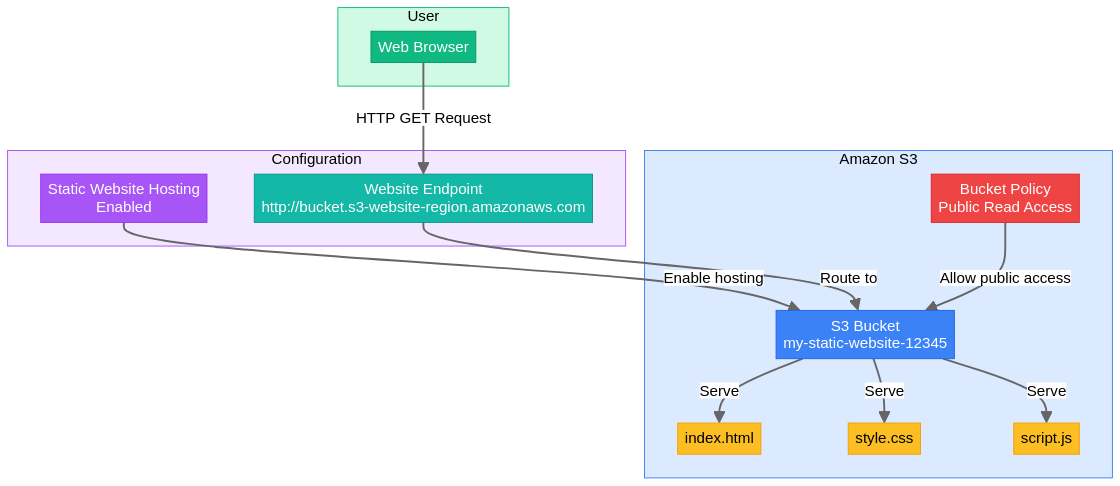 User
Web Browser
HTTP GET Request
Configuration
Static Website Hosting
Enabled
Website Endpoint
http://bucket.s3-website-region.amazonaws.com
Amazon S3
Bucket Policy
Public Read Access
Enable hosting
Route to
Allow public access
S3 Bucket
my-static-website-12345
Serve
Serve
Serve
index.html
style.css
script.js